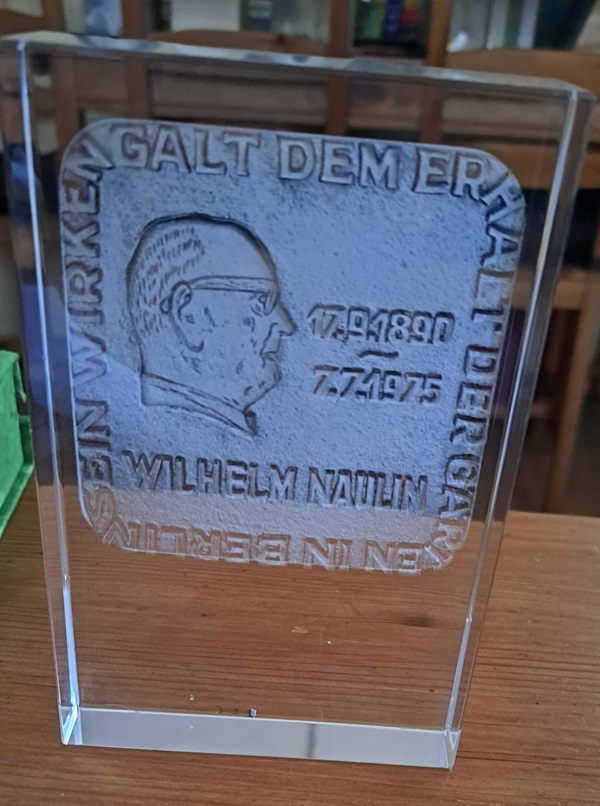 SEIN WIRKEN GALT DEM ERHALT DER GÄRTEN IN BERLIN
17.9.1890
~
7.7.1975
WILHELM NAULIN